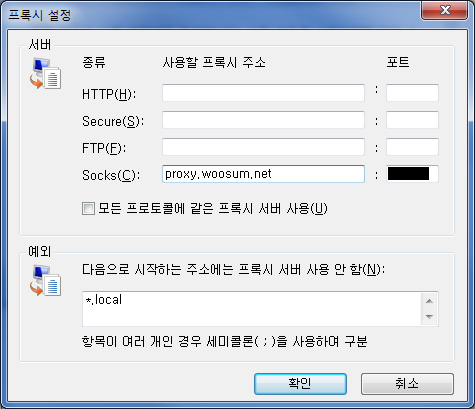 프록시 설정
서버
종류 사용할 프록시 주소 포트
HTTP(H): :
Secure(S): :
FTP(F): :
Socks(C): proxy.woosum.net :
모든 프로토콜에 같은 프록시 서버 사용(U)
예외
다음으로 시작하는 주소에는 프록시 서버 사용 안 함(N):
*.local
항목이 여러 개인 경우 세미콜론( ; )을 사용하여 구분
확인 취소